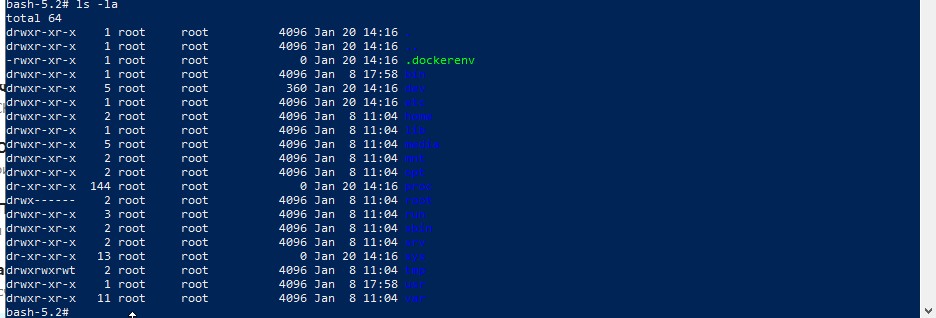 bash-5.2# ls -la
total 64
drwxr-xr-x 1 root root 4096 Jan 20 14:16 .
drwxr-xr-x 1 root root 4096 Jan 20 14:16 ..
-rwxr-xr-x 1 root root 0 Jan 20 14:16 .dockerenv
drwxr-xr-x 1 root root 4096 Jan 8 17:58 bin
drwxr-xr-x 5 root root 360 Jan 20 14:16 dev
drwxr-xr-x 1 root root 4096 Jan 20 14:16 etc
drwxr-xr-x 2 root root 4096 Jan 8 11:04 home
drwxr-xr-x 1 root root 4096 Jan 8 11:04 lib
drwxr-xr-x 5 root root 4096 Jan 8 11:04 media
drwxr-xr-x 2 root root 4096 Jan 8 11:04 mnt
drwxr-xr-x 2 root root 4096 Jan 8 11:04 opt
dr-xr-xr-x 144 root root 0 Jan 20 14:16 proc
drwx------ 2 root root 4096 Jan 8 11:04 root
drwxr-xr-x 3 root root 4096 Jan 8 11:04 run
drwxr-xr-x 2 root root 4096 Jan 8 11:04 sbin
drwxr-xr-x 2 root root 4096 Jan 8 11:04 srv
dr-xr-xr-x 13 root root 0 Jan 20 14:16 sys
drwxrwxrwt 2 root root 4096 Jan 8 11:04 tmp
drwxr-xr-x 1 root root 4096 Jan 8 17:58 usr
drwxr-xr-x 11 root root 4096 Jan 8 11:04 var
bash-5.2#